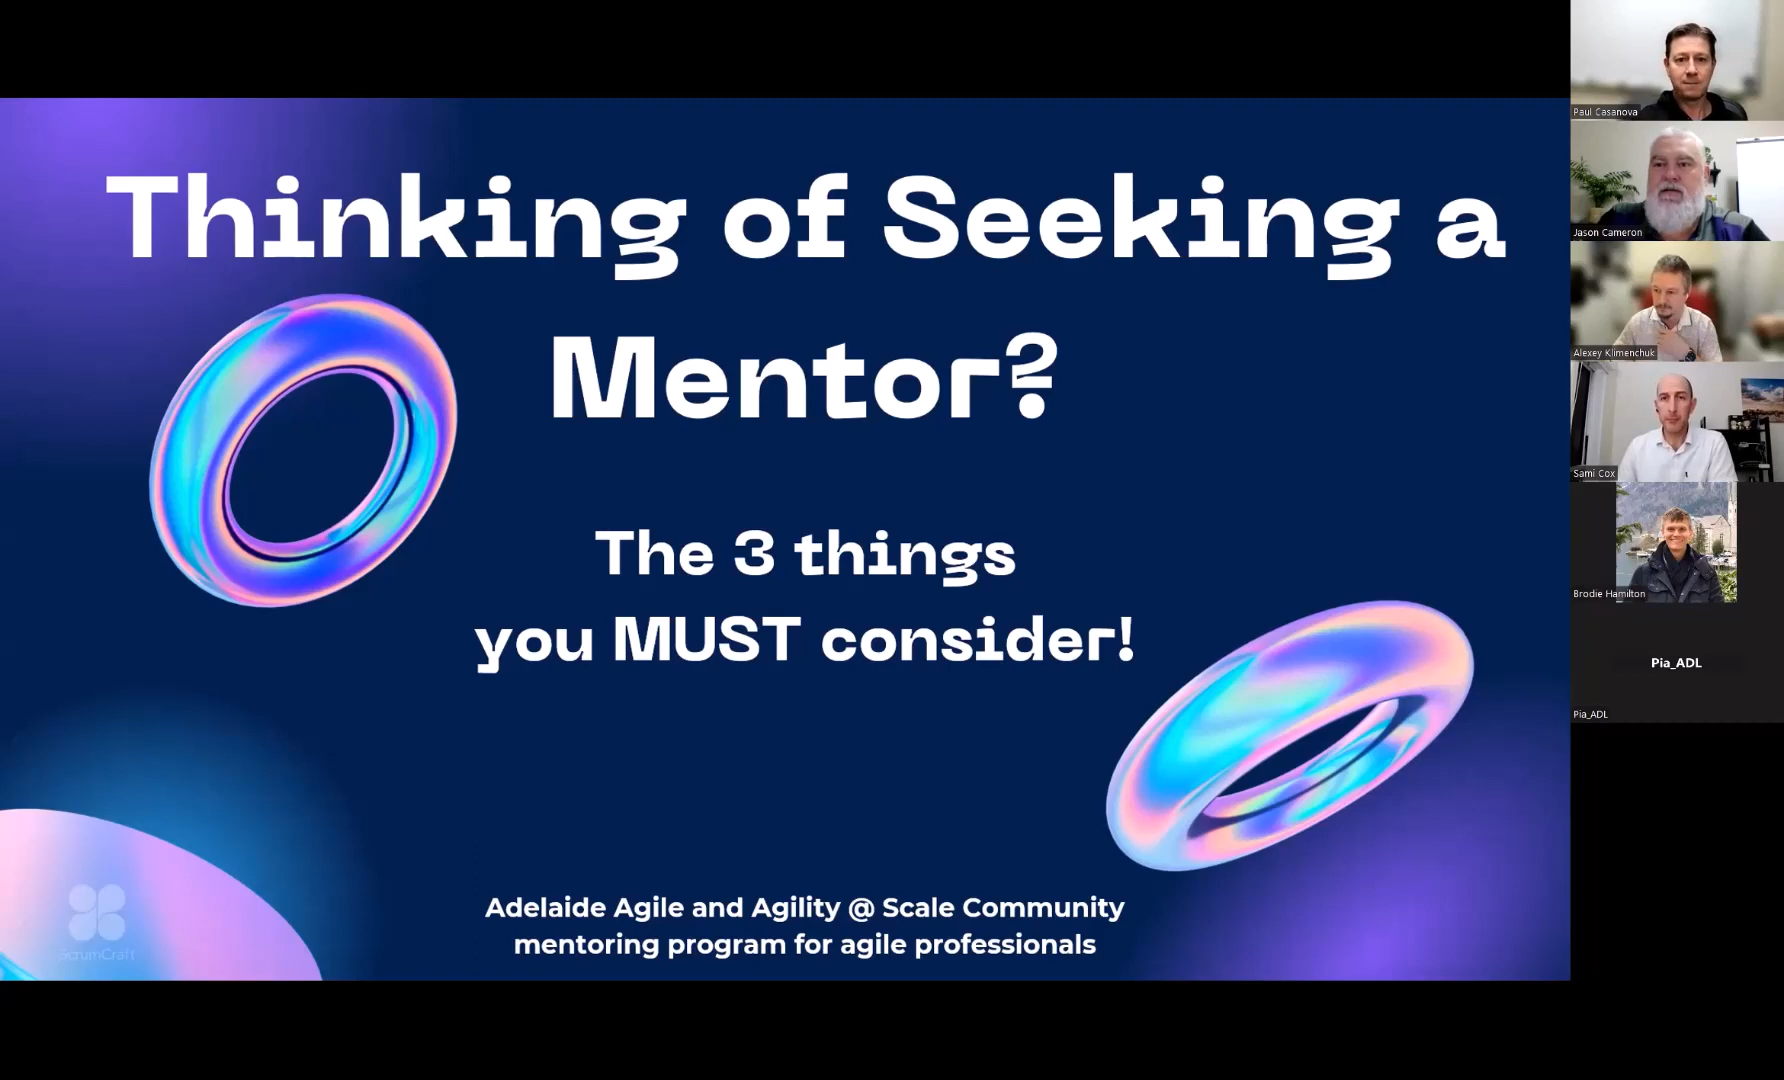 Thinking of Seeking a
Mentor?
The 3 things
you MUST consider!
Adelaide Agile and Agility @ Scale Community
mentoring program for agile professionals
ScrumCraft
Paul Casanova
Jason Cameron
Alexey Klimenchuk
Sami Cox
Brodie Hamilton
Pia_ADL
Pia_ADL